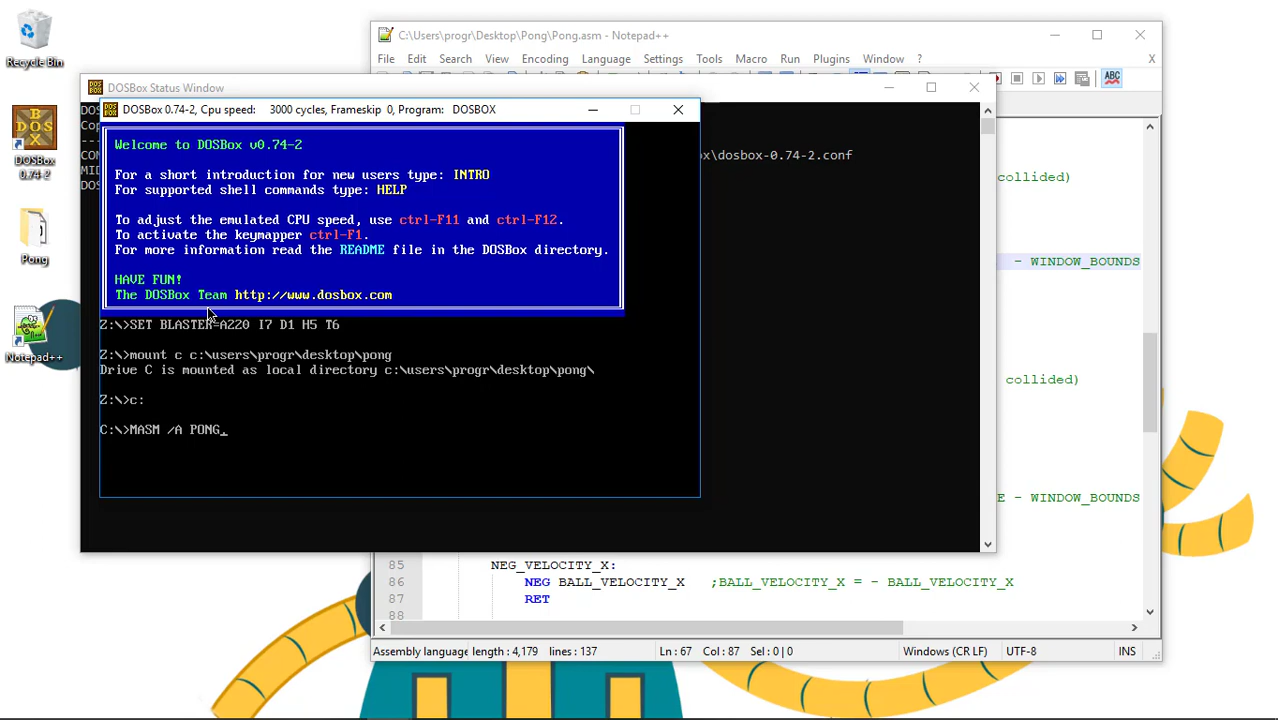 Recycle Bin
DOSBox
0.74-2
Pong
Notepad++
C:\Users\progr\Desktop\Pong\Pong.asm - Notepad++
File Edit Search View Encoding Language Settings Tools Macro Run Plugins Window ? X
ABC
DOSBox Status Window
DOSBox 0.74-2, Cpu speed: 3000 cycles, Frameskip 0, Program: DOSBOX
Welcome to DOSBox v0.74-2
For a short introduction for new users type: INTRO
For supported shell commands type: HELP
To adjust the emulated CPU speed, use ctrl-F11 and ctrl-F12.
To activate the keymapper ctrl-F1.
For more information read the README file in the DOSBox directory.
HAVE FUN!
The DOSBox Team http://www.dosbox.com
Z:\>SET BLASTER=A220 I7 D1 H5 T6
Z:\>mount c c:\users\progr\desktop\pong
Drive C is mounted as local directory c:\users\progr\desktop\pong\
Z:\>c:
C:\>MASM /A PONG_
DO
Cop
---
CON
MID
DOS
ox\dosbox-0.74-2.conf
collided)
- WINDOW_BOUNDS
collided)
E - WINDOW_BOUNDS
85 NEG_VELOCITY_X:
86 NEG BALL_VELOCITY_X ;BALL_VELOCITY_X = - BALL_VELOCITY_X
87 RET
88
Assembly language length : 4,179 lines : 137 Ln : 67 Col : 87 Sel : 0 | 0 Windows (CR LF) UTF-8 INS